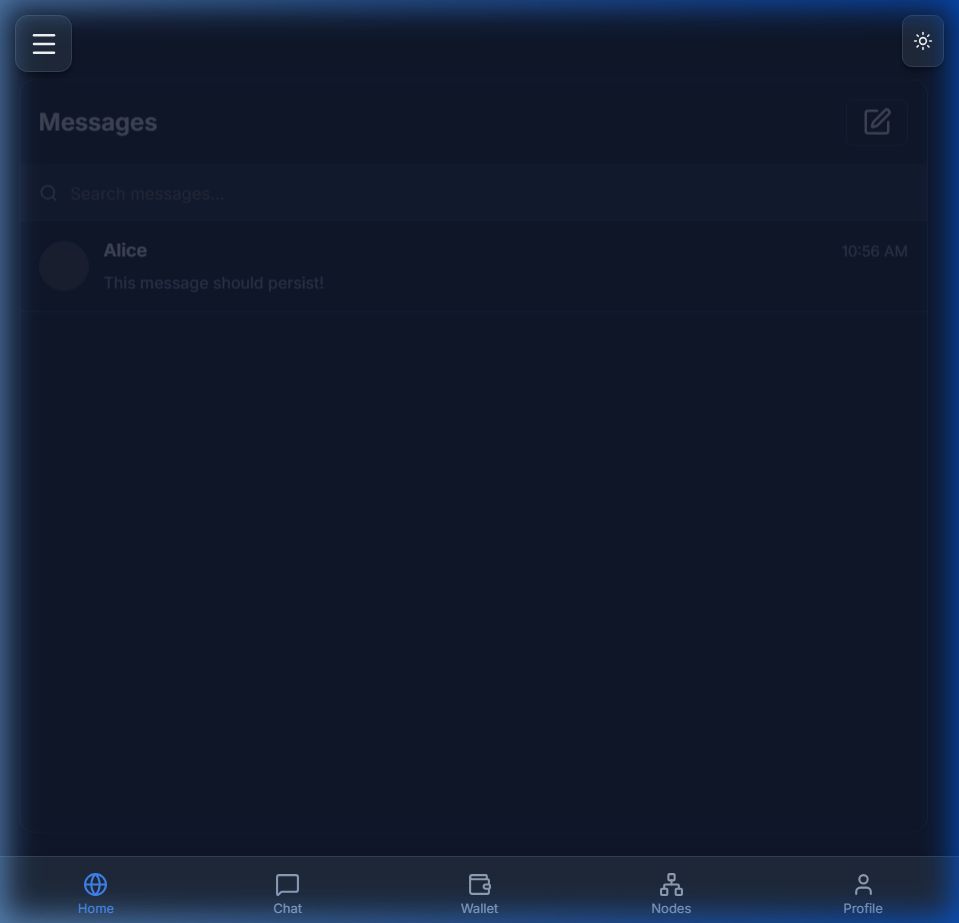 Messages
Search messages...
Alice
10:56 AM
This message should persist!
Home
Chat
Wallet
Nodes
Profile